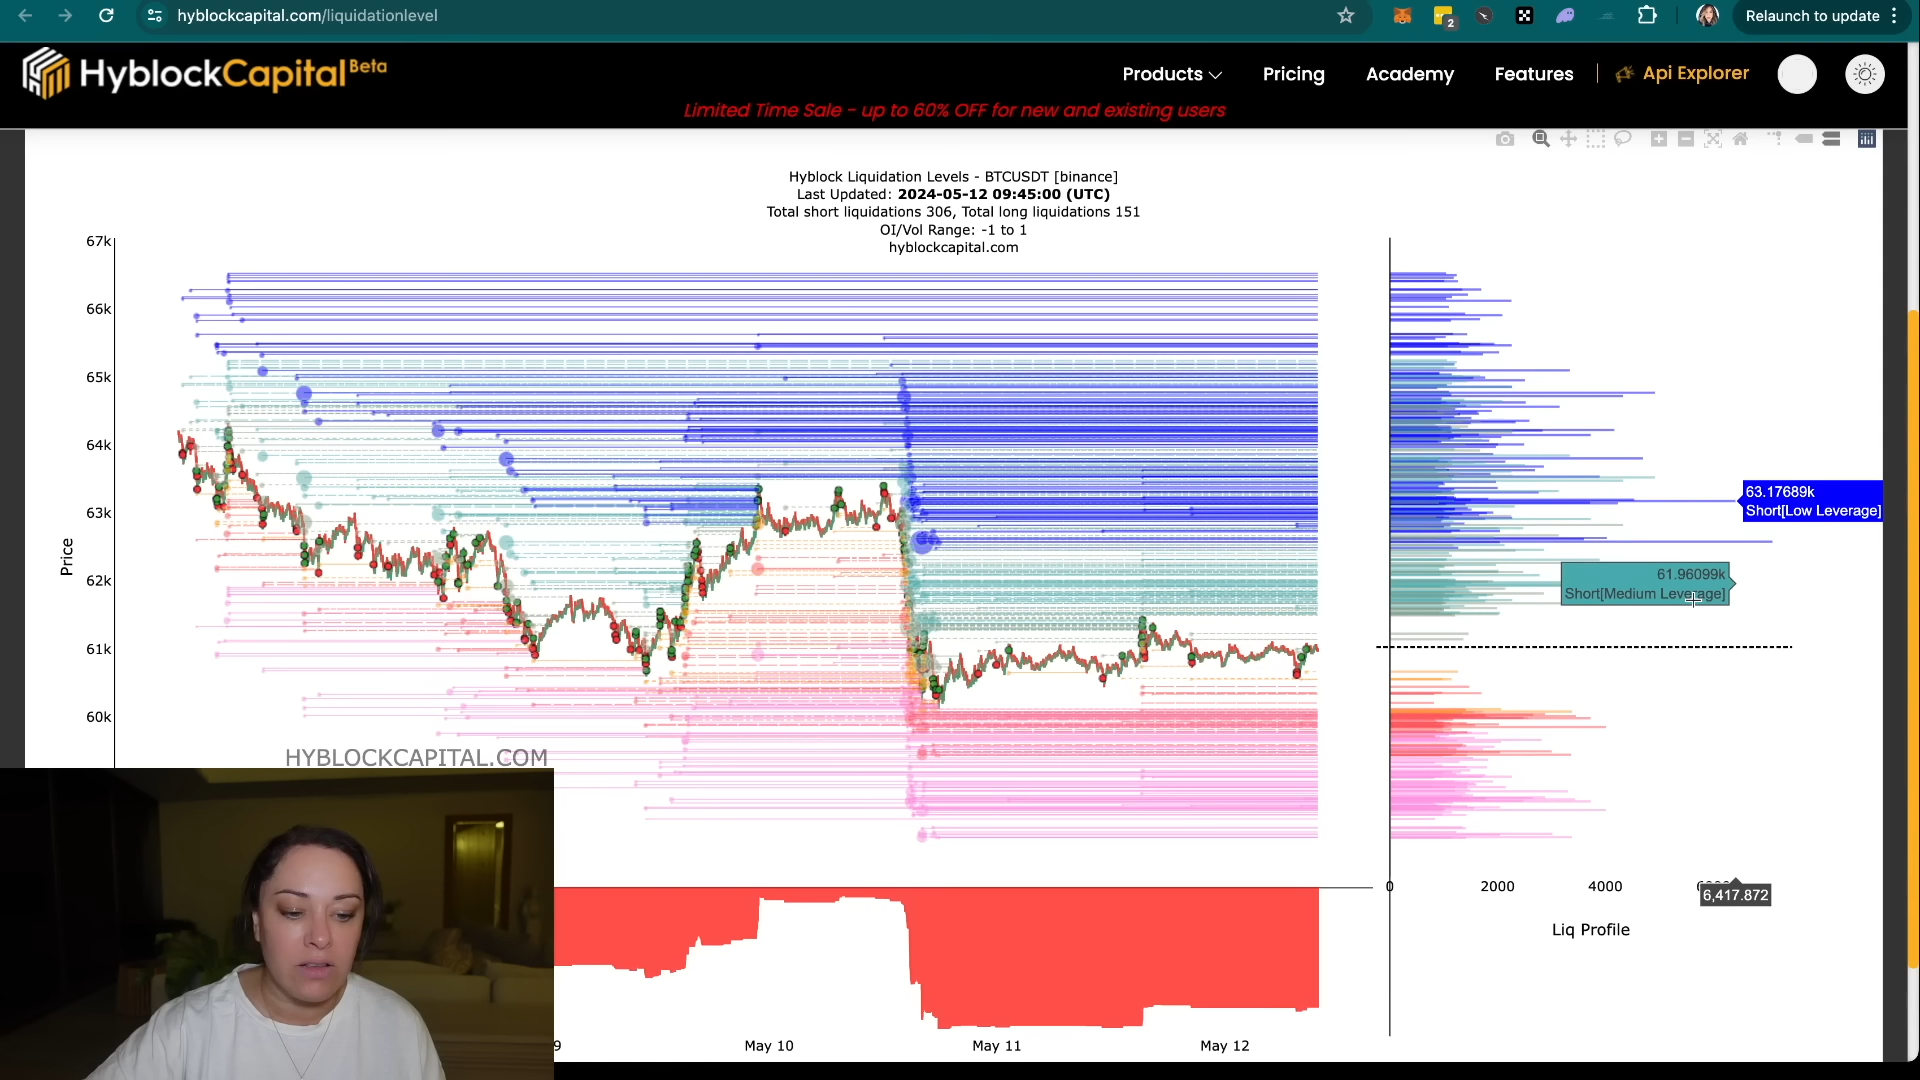 hyblockcapital.com/liquidationlevel
2
Relaunch to update
HyblockCapital Beta
Products
Pricing
Academy
Features
Api Explorer
Limited Time Sale - up to 60% OFF for new and existing users
Hyblock Liquidation Levels - BTCUSDT [binance]
Last Updated: 2024-05-12 09:45:00 (UTC)
Total short liquidations 306, Total long liquidations 151
OI/Vol Range: -1 to 1
hyblockcapital.com
67k
66k
65k
64k
63k
62k
61k
60k
Price
63.17689k
Short[Low Leverage]
61.96099k
Short[Medium Leverage]
HYBLOCKCAPITAL.COM
0
2000
4000
6,417.872
Liq Profile
9
May 10
May 11
May 12